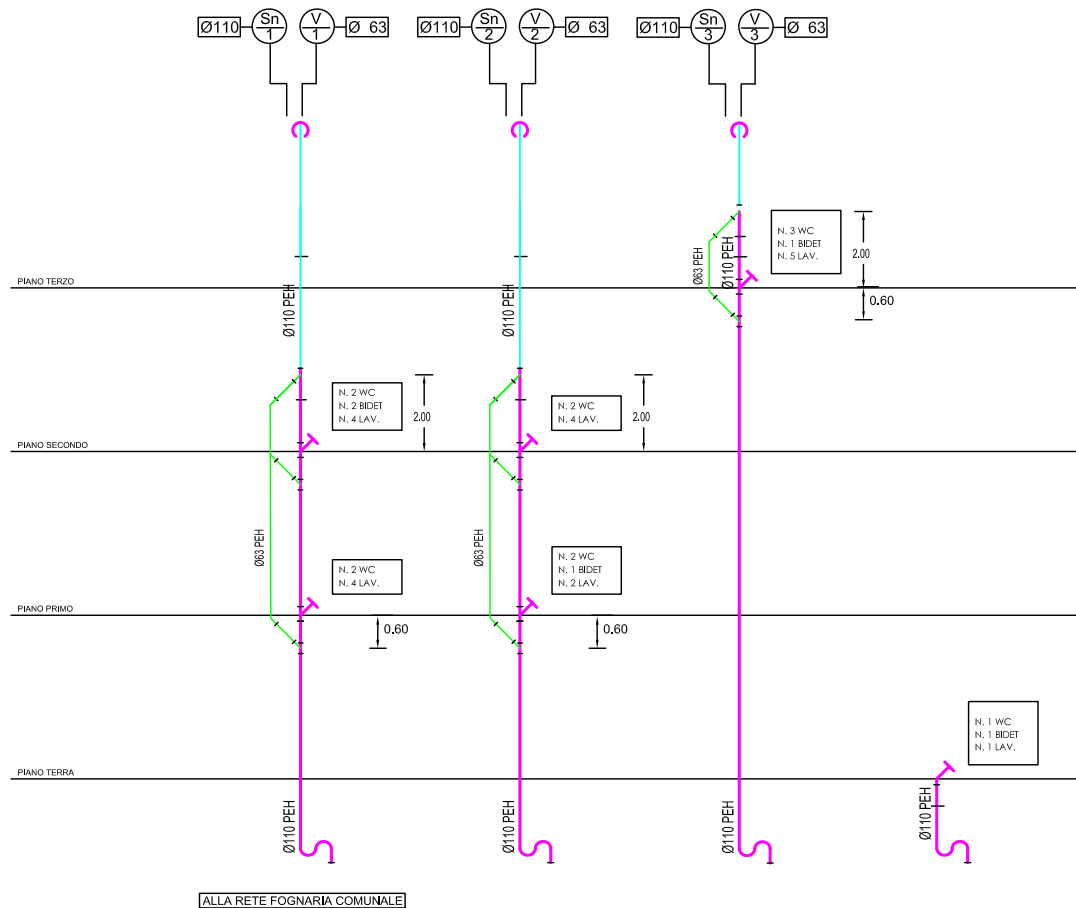 Ø110 Sn 1 V 1 Ø 63
Ø110 Sn 2 V 2 Ø 63
Ø110 Sn 3 V 3 Ø 63
N. 3 WC
N. 1 BIDET
N. 5 LAV.
2.00
Ø63 PEH
Ø110 PEH
PIANO TERZO
0.60
Ø110 PEH
Ø110 PEH
N. 2 WC
N. 2 BIDET
N. 4 LAV.
2.00
N. 2 WC
N. 4 LAV.
2.00
PIANO SECONDO
Ø63 PEH
Ø63 PEH
N. 2 WC
N. 4 LAV.
N. 2 WC
N. 1 BIDET
N. 2 LAV.
PIANO PRIMO
0.60
0.60
N. 1 WC
N. 1 BIDET
N. 1 LAV.
PIANO TERRA
Ø110 PEH
Ø110 PEH
Ø110 PEH
Ø110 PEH
ALLA RETE FOGNARIA COMUNALE